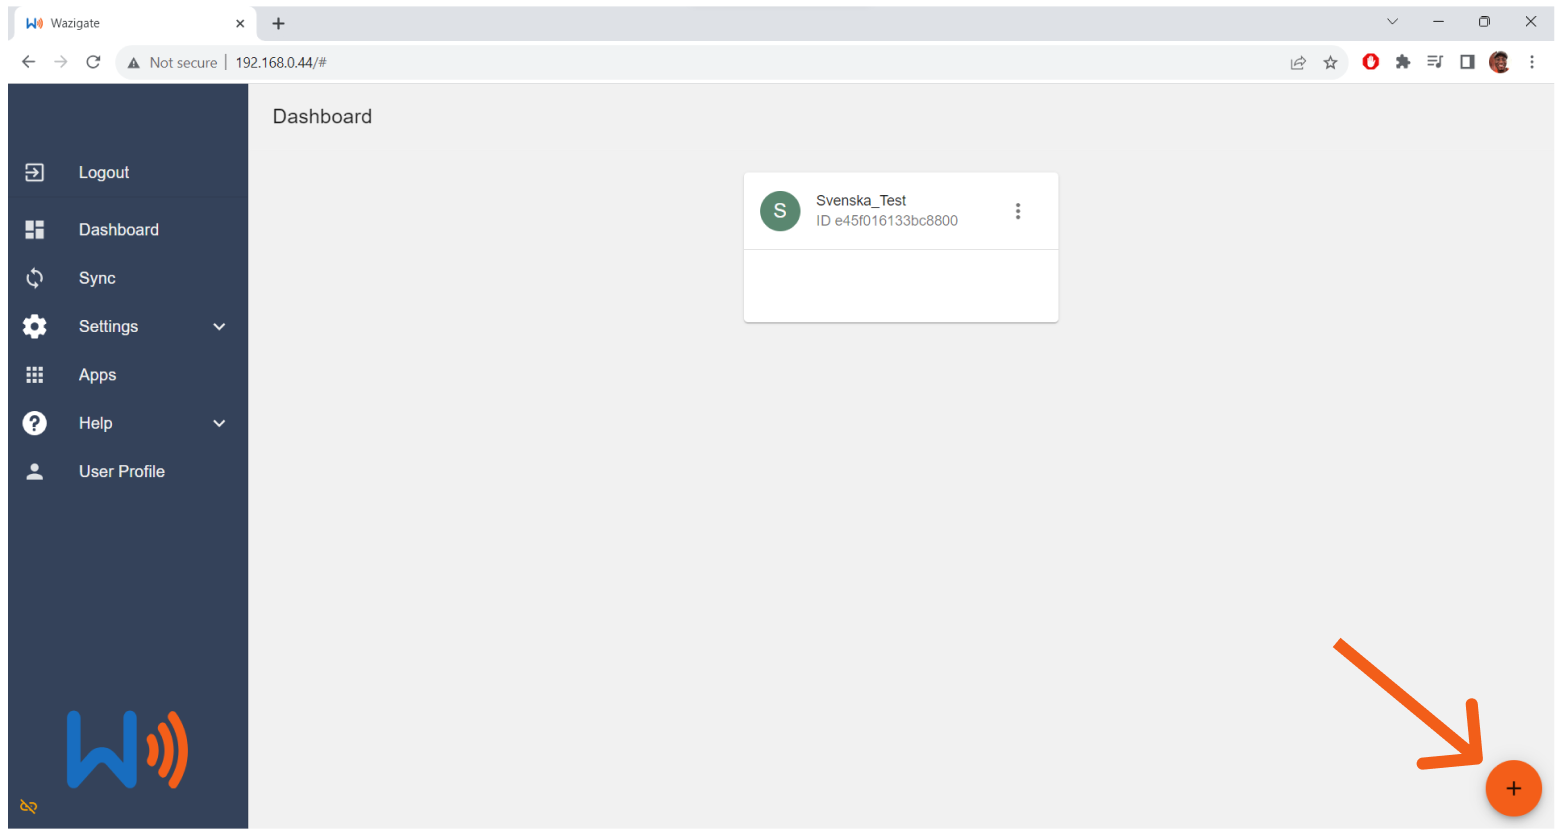 Wazigate
Not secure | 192.168.0.44/#
Dashboard
Logout
Dashboard
Sync
Settings
Apps
Help
User Profile
S
Svenska_Test
ID e45f016133bc8800